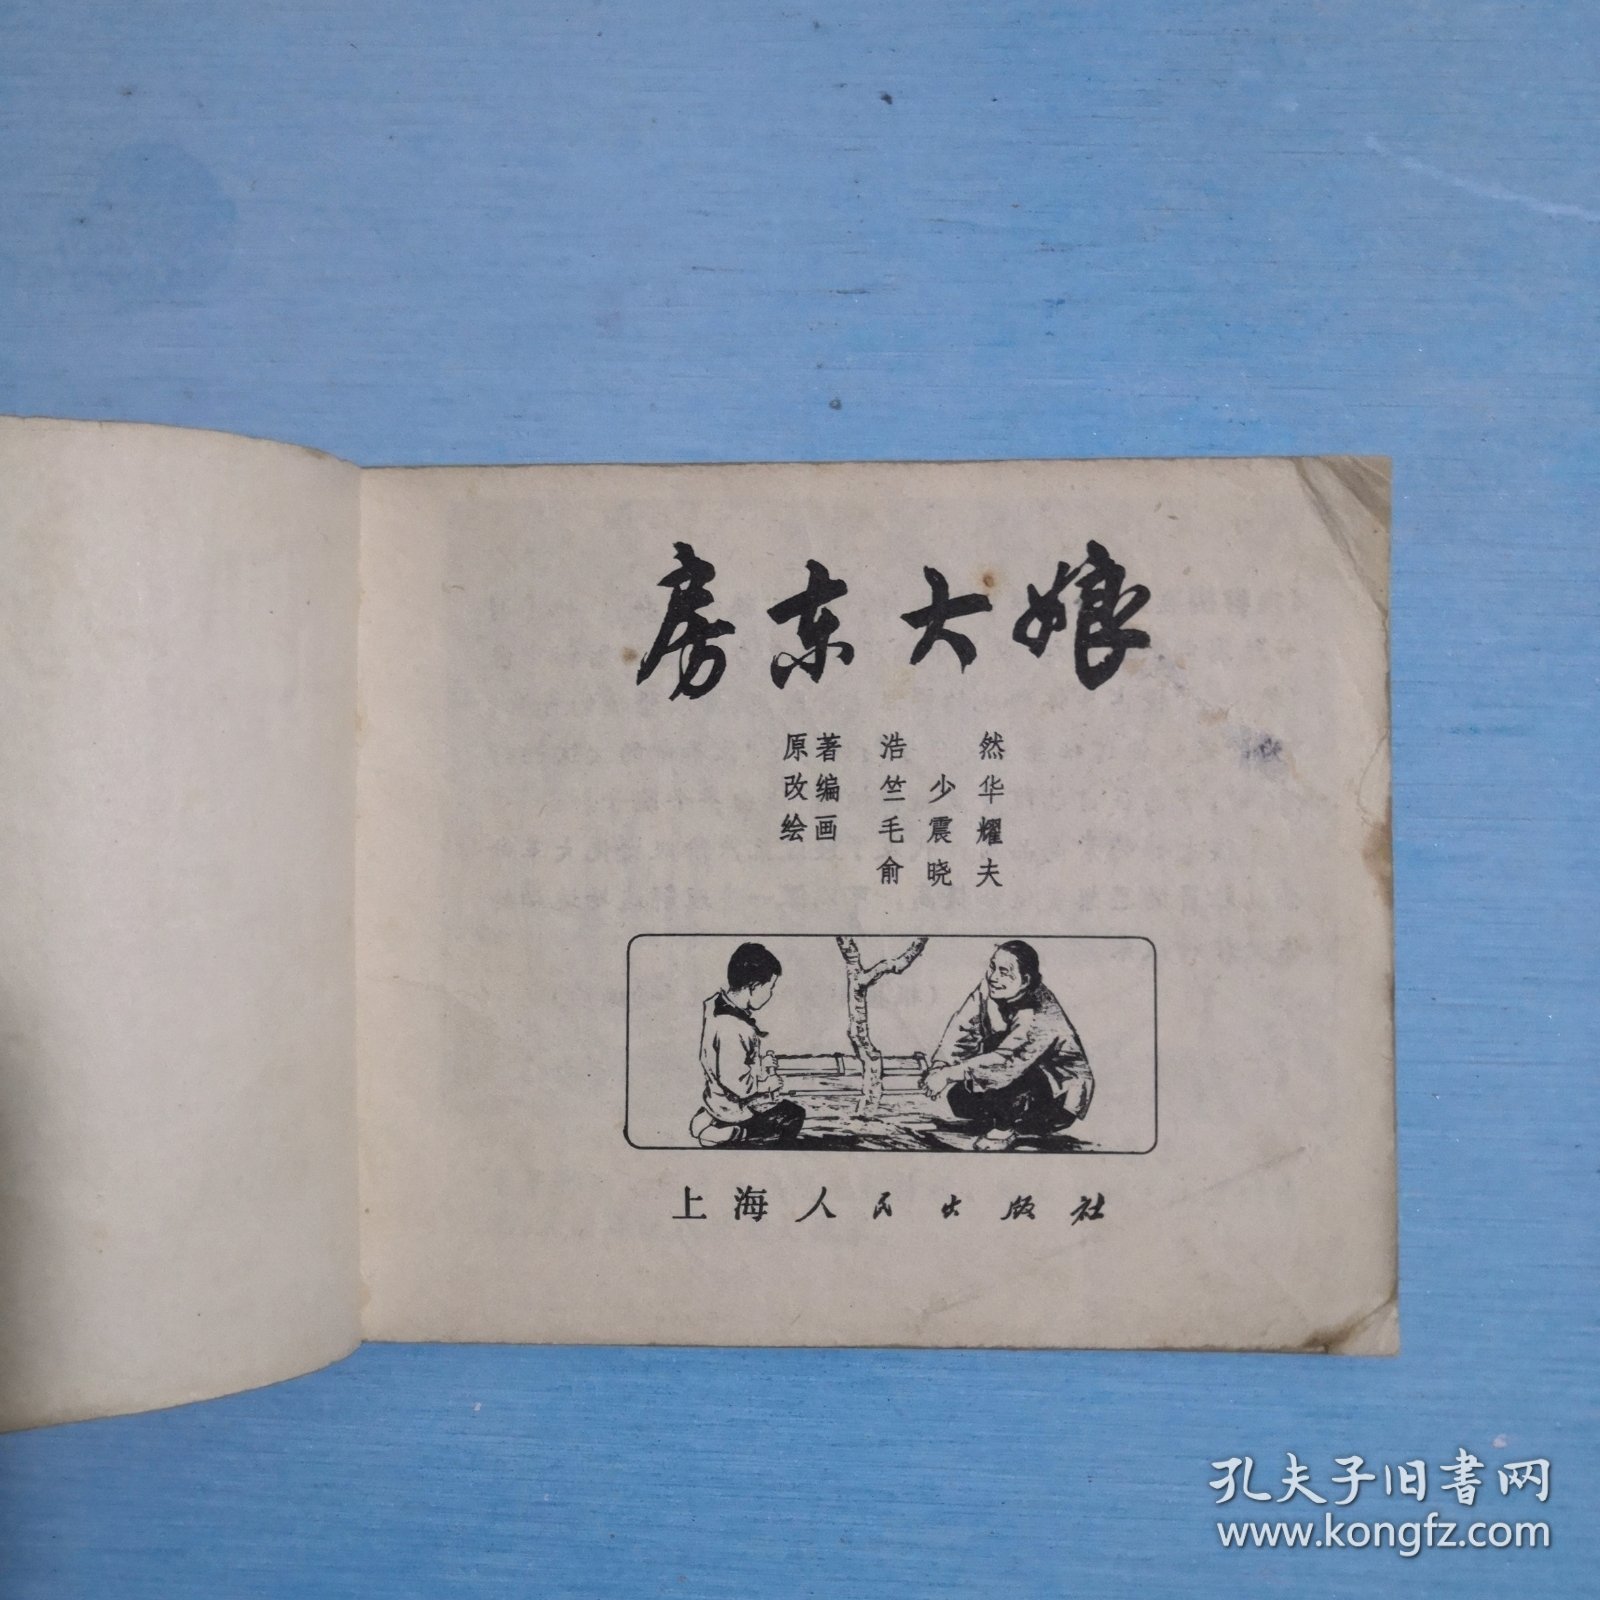 房东大娘
原著 浩然
改编 竺少华
绘画 毛震耀
俞晓夫
上海人民出版社
孔夫子旧书网
www.kongfz.com